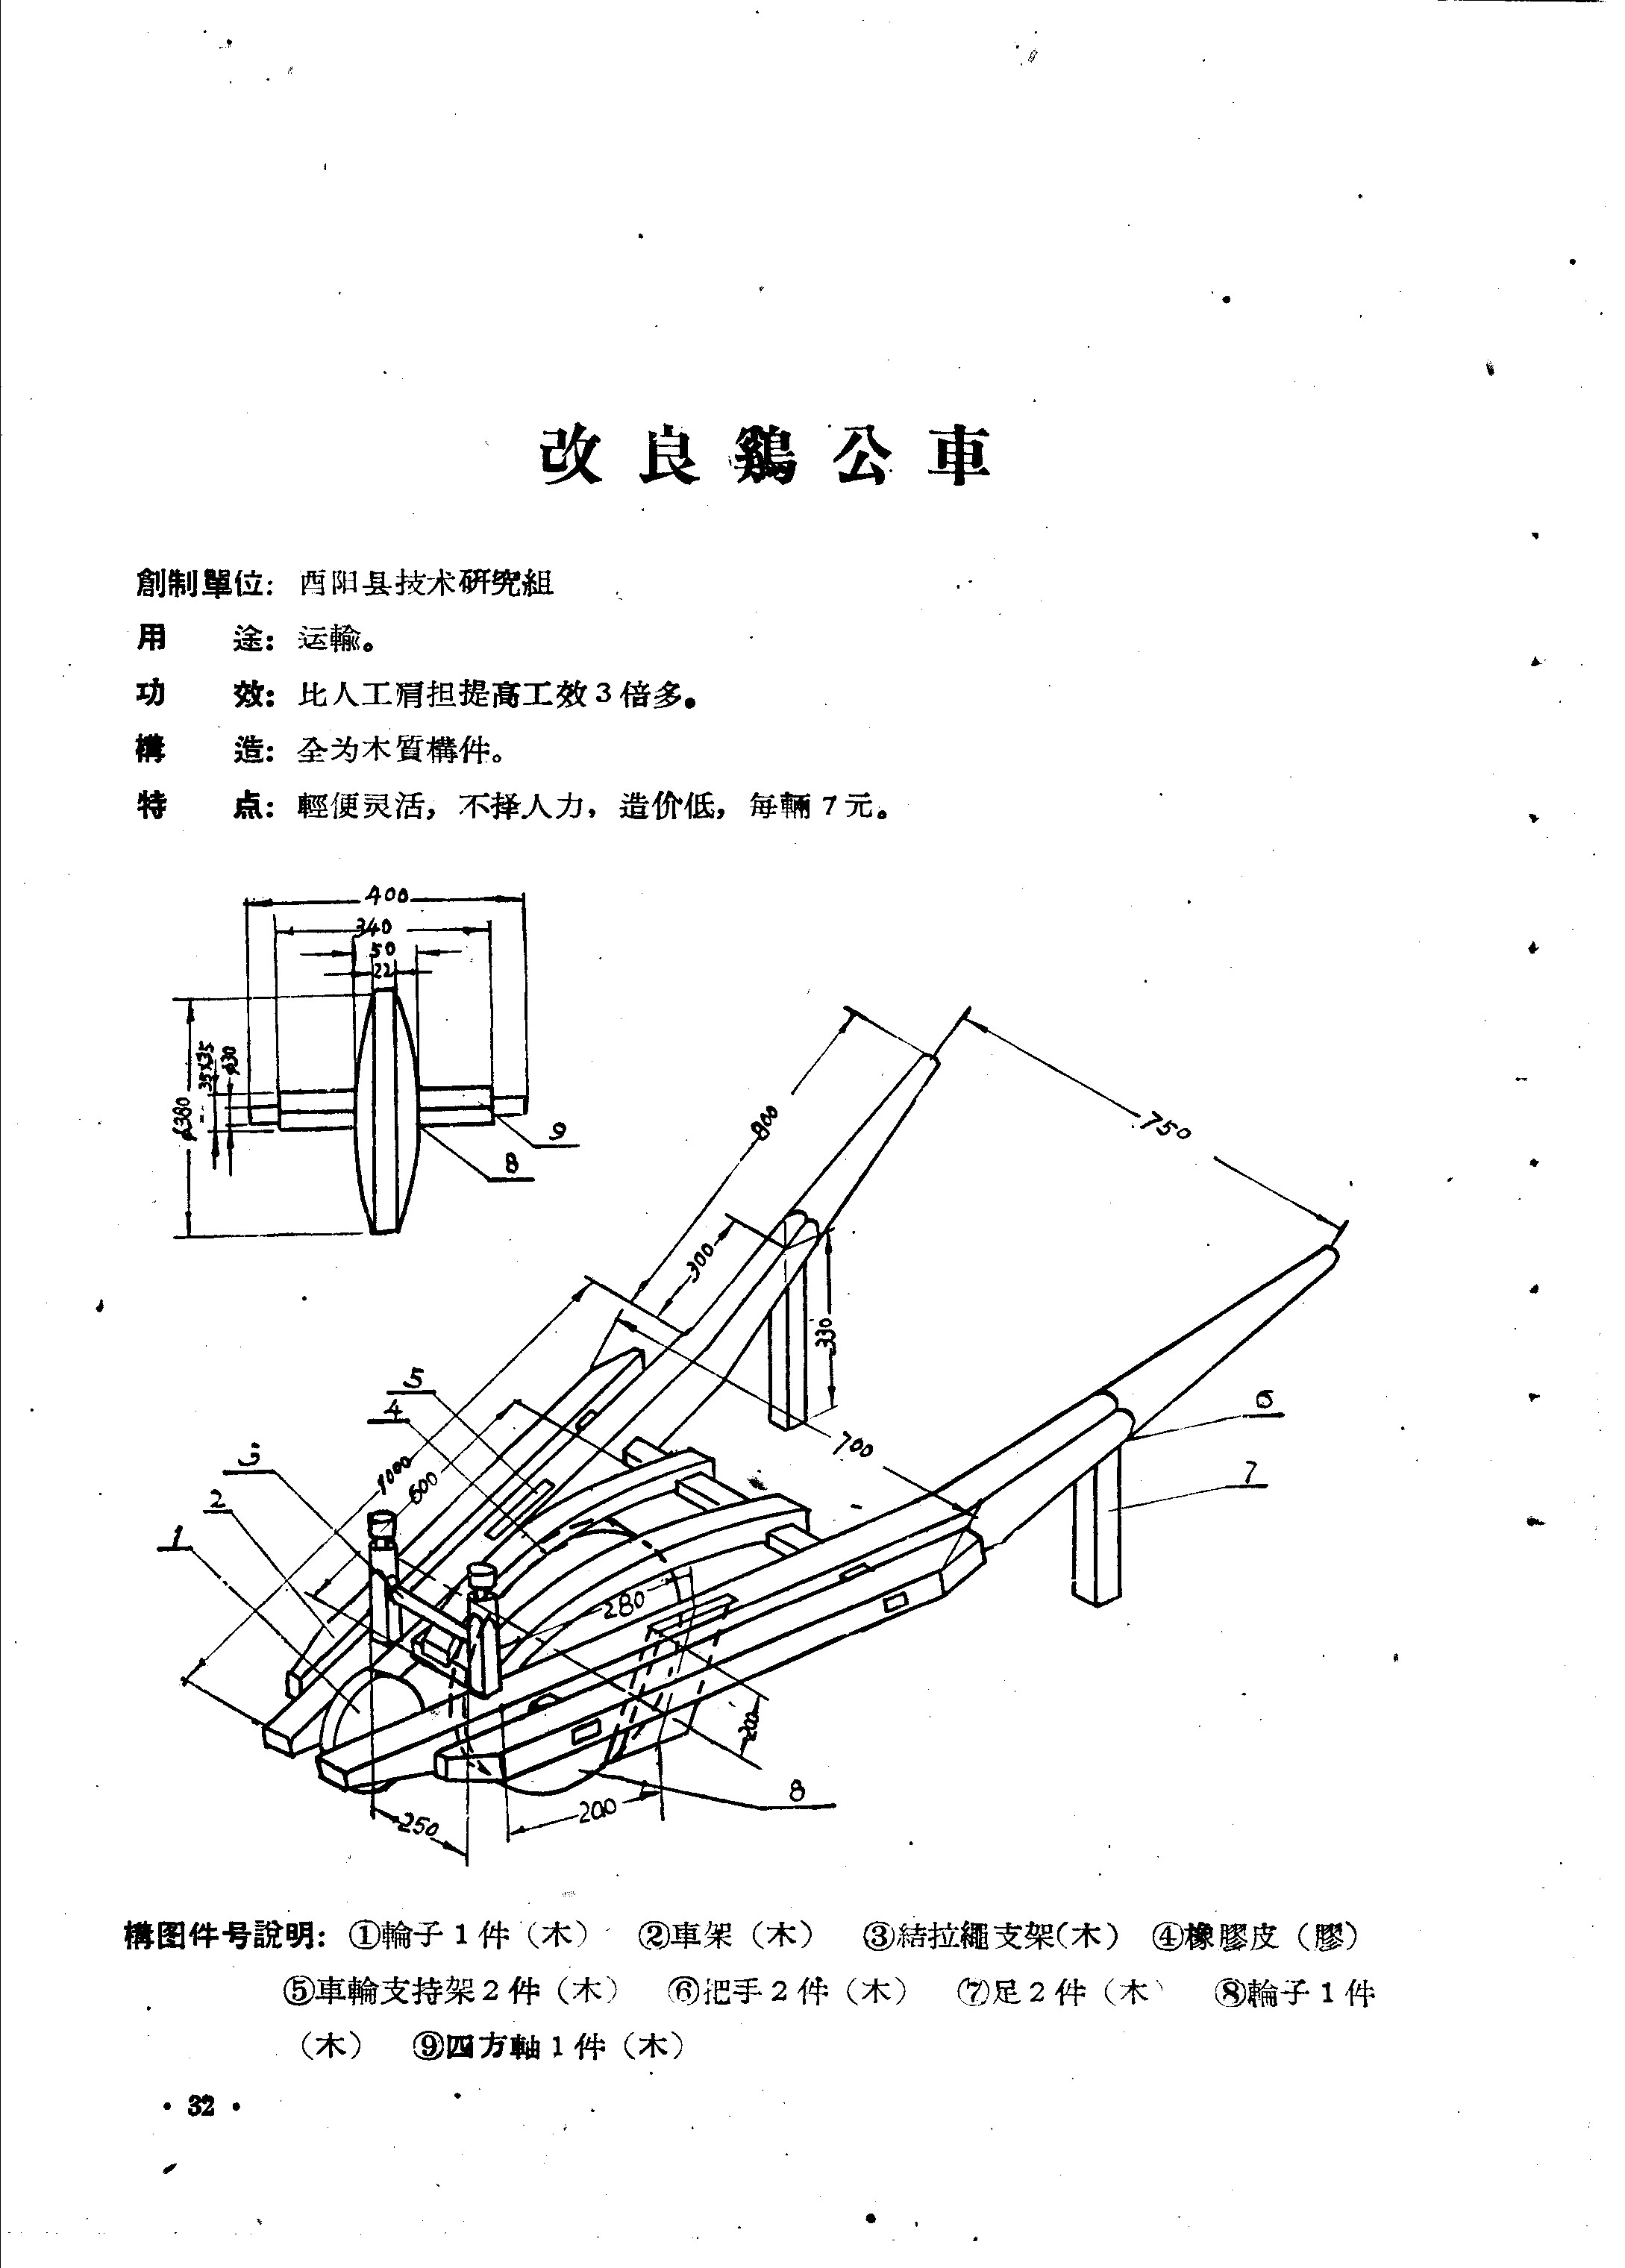 改良鷄公車
創制單位：酉阳县技术研究組
用　　途：运輸。
功　　效：比人工肩担提高工效3倍多。
構　　造：全为木質構件。
特　　点：輕便灵活，不择人力，造价低，每輛7元。
400
340
50
22
35×35
ø30
ø380
9
8
800
750
300
330
5
4
700
6
3
1000
600
7
2
1
280
200
8
200
250
構图件号說明：①輪子1件（木）　②車架（木）　③結拉繩支架（木）　④橡膠皮（膠）
⑤車輪支持架2件（木）　⑥把手2件（木）　⑦足2件（木）　⑧輪子1件
（木）　⑨四方軸1件（木）
· 32 ·